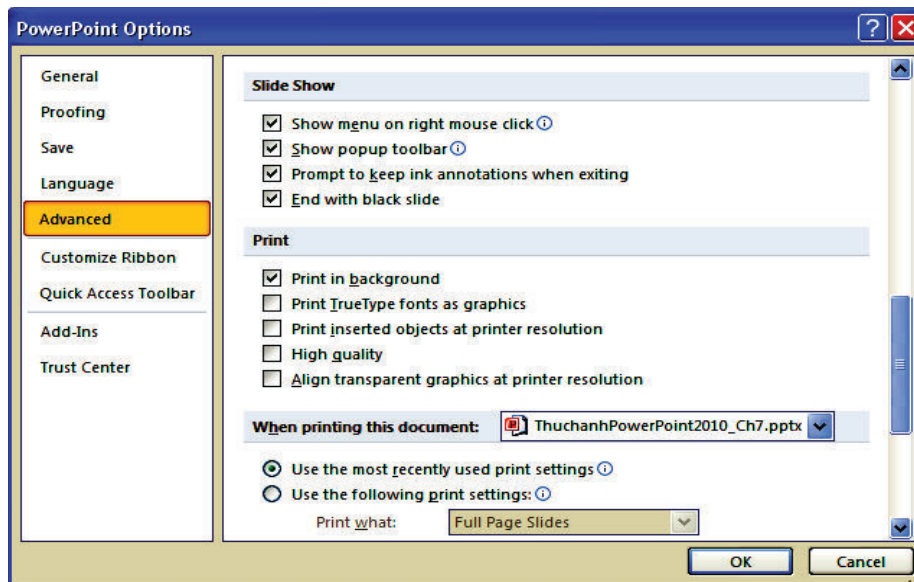 PowerPoint Options
General
Proofing
Save
Language
Advanced
Customize Ribbon
Quick Access Toolbar
Add-Ins
Trust Center
Slide Show
Show menu on right mouse click
Show popup toolbar
Prompt to keep ink annotations when exiting
End with black slide
Print
Print in background
Print TrueType fonts as graphics
Print inserted objects at printer resolution
High quality
Align transparent graphics at printer resolution
When printing this document: ThuchanhPowerPoint2010_Ch7.pptx
Use the most recently used print settings
Use the following print settings:
Print what: Full Page Slides
OK Cancel